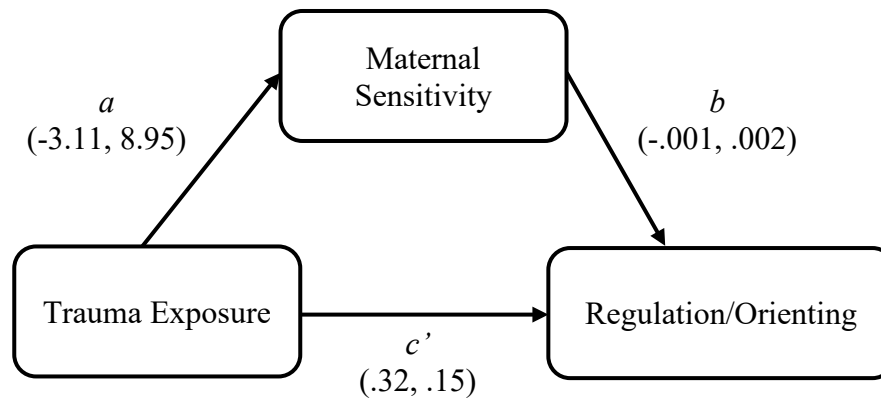 Maternal
Sensitivity
a
(-3.11, 8.95)
b
(-.001, .002)
Trauma Exposure
Regulation/Orienting
c’
(.32, .15)